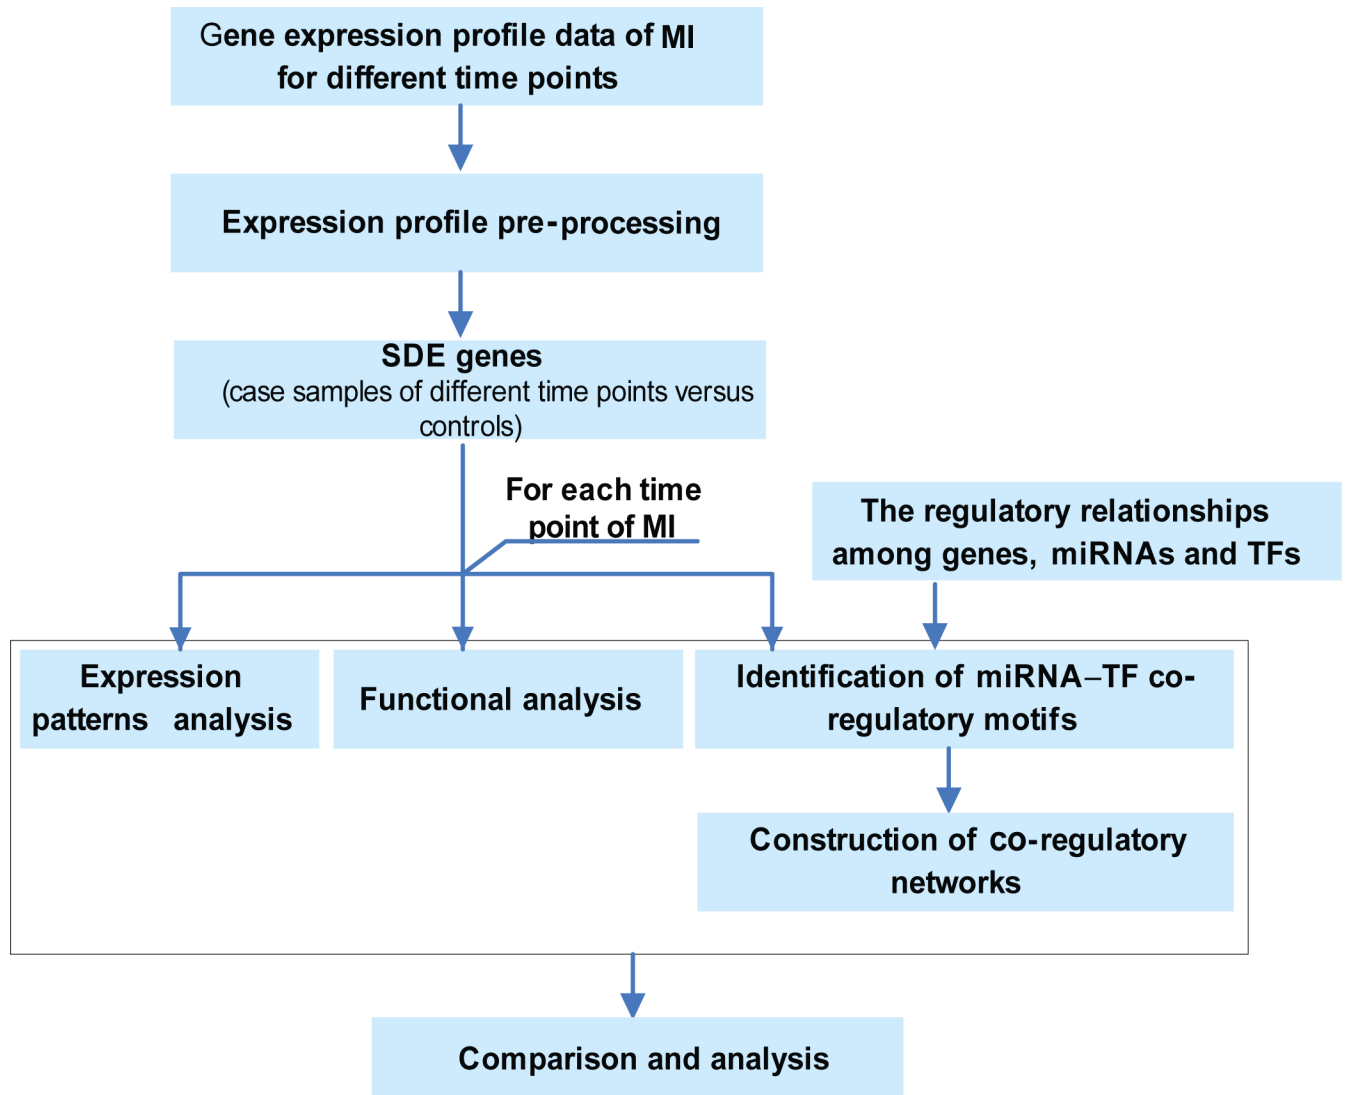 Gene expression profile data of MI
for different time points
Expression profile pre-processing
SDE genes
(case samples of different time points versus
controls)
For each time
point of MI
The regulatory relationships
among genes, miRNAs and TFs
Expression
patterns analysis
Functional analysis
Identification of miRNA–TF co-
regulatory motifs
Construction of co-regulatory
networks
Comparison and analysis